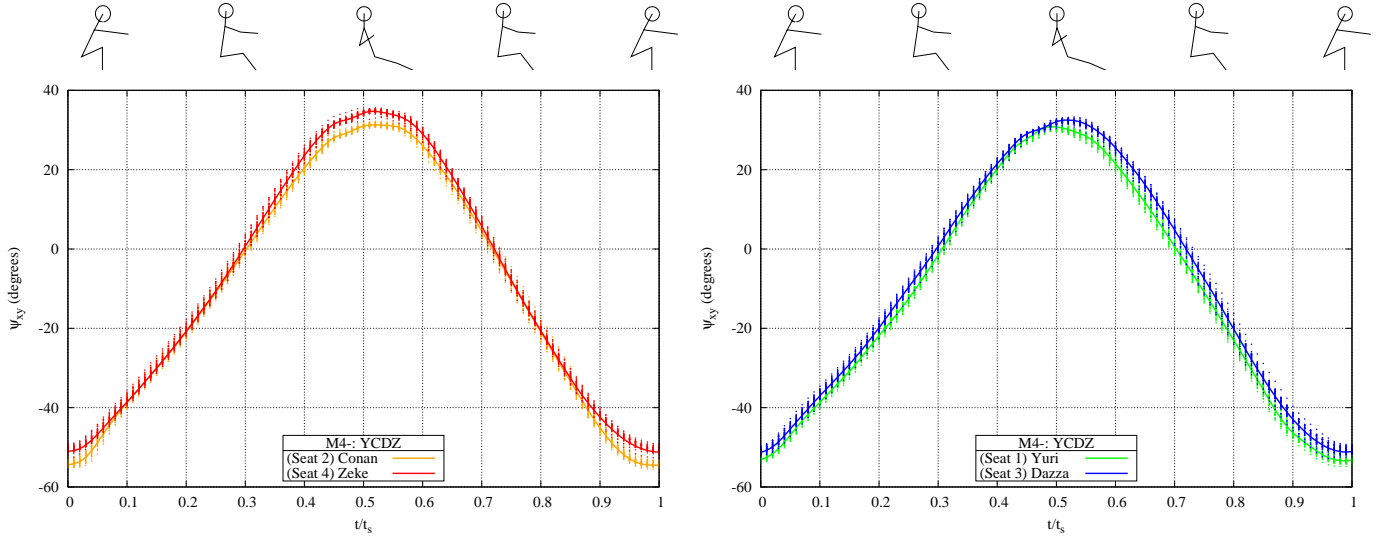 40
20
0
-20
-40
-60
ψxy (degrees)
M4-: YCDZ
(Seat 2) Conan
(Seat 4) Zeke
0 0.1 0.2 0.3 0.4 0.5 0.6 0.7 0.8 0.9 1
t/ts
40
20
0
-20
-40
-60
ψxy (degrees)
M4-: YCDZ
(Seat 1) Yuri
(Seat 3) Dazza
0 0.1 0.2 0.3 0.4 0.5 0.6 0.7 0.8 0.9 1
t/ts